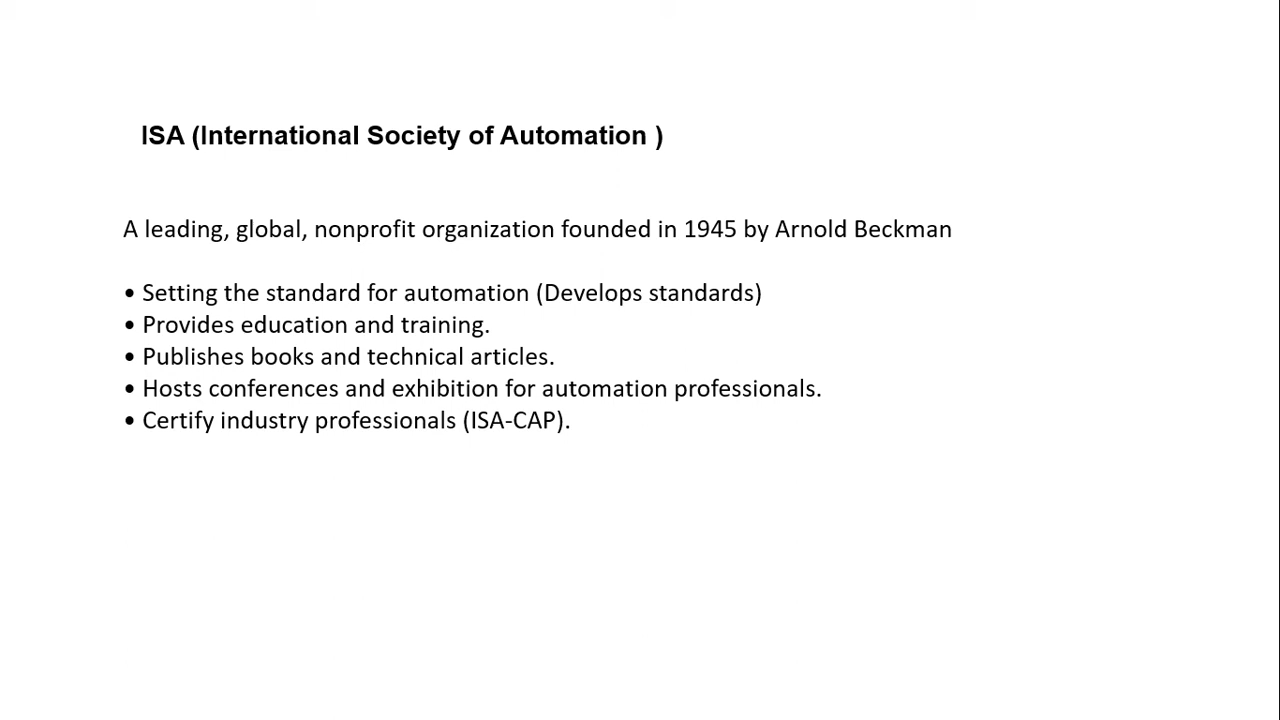 ISA (International Society of Automation )
A leading, global, nonprofit organization founded in 1945 by Arnold Beckman
• Setting the standard for automation (Develops standards)
• Provides education and training.
• Publishes books and technical articles.
• Hosts conferences and exhibition for automation professionals.
• Certify industry professionals (ISA-CAP).